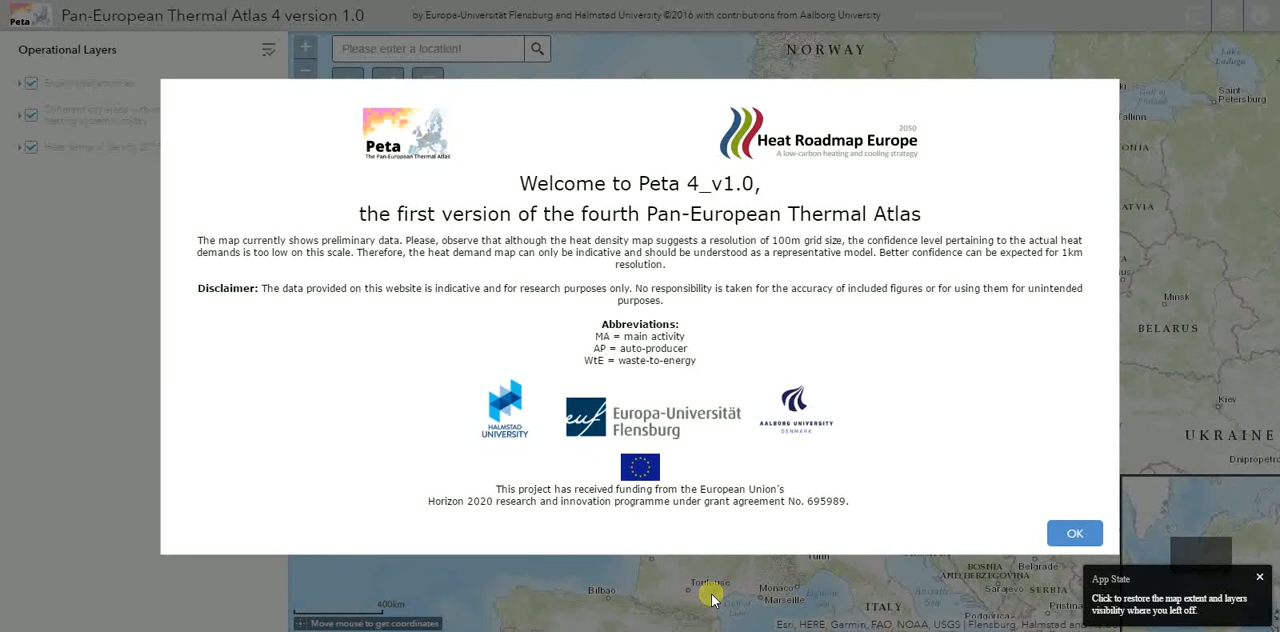 Peta
Pan-European Thermal Atlas 4 version 1.0
by Europa-Universität Flensburg and Halmstad University ©2016 with contributions from Aalborg University
Operational Layers
Please enter a location!
NORWAY
Ladoga
Saint
Petersburg
Gulf of
Finland
Tallinn
ONIA
ATVIA
Minsk
BELARUS
Kiev
UKRAINE
Dnipropetro
Peta
The Pan-European Thermal Atlas
2050
Heat Roadmap Europe
A low-carbon heating and cooling strategy
Welcome to Peta 4_v1.0,
the first version of the fourth Pan-European Thermal Atlas
The map currently shows preliminary data. Please, observe that although the heat density map suggests a resolution of 100m grid size, the confidence level pertaining to the actual heat
demands is too low on this scale. Therefore, the heat demand map can only be indicative and should be understood as a representative model. Better confidence can be expected for 1km
resolution.
Disclaimer: The data provided on this website is indicative and for research purposes only. No responsibility is taken for the accuracy of included figures or for using them for unintended
purposes.
Abbreviations:
MA = main activity
AP = auto-producer
WtE = waste-to-energy
HALMSTAD
UNIVERSITY
euf
Europa-Universität
Flensburg
AALBORG UNIVERSITY
DENMARK
This project has received funding from the European Union's
Horizon 2020 research and innovation programme under grant agreement No. 695989.
OK
Bilbao
Monaco
Marseille
ITALY
BOSNIA
AND HERZEGOVINA
Belgrade
Sarajevo
SERBIA
Pristina
400km
Move mouse to get coordinates
Esri, HERE, Garmin, FAO, NOAA, USGS | Flensburg, Halmstad
App State
Click to restore the map extent and layers
visibility where you left off.